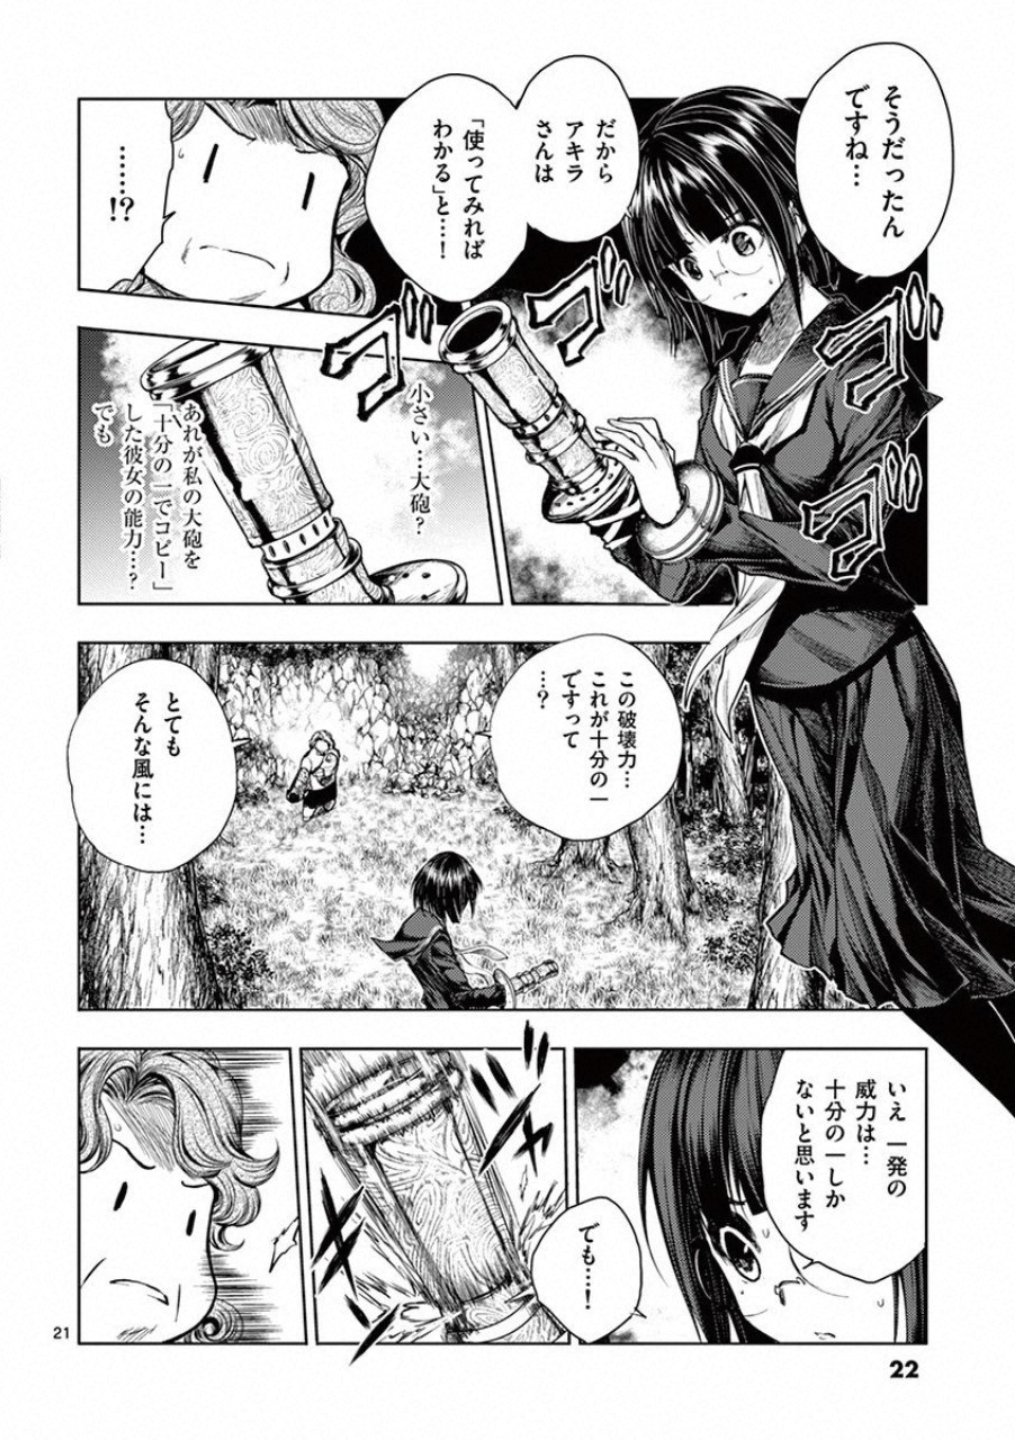 そうだったん
ですね…
だから
アキラ
さんは
「使ってみれば
わかる」と…！
ゴゴゴゴゴ
………
!?
小さい…大砲？
あれが私の大砲を
「十分の一でコピー」
した彼女の能力…？
でも
この破壊力…
これが十分の一
ですって
…？
とても
そんな風には…
いえ 一発の
威力は…
十分の一しか
ないと思います
でも……！
21
22